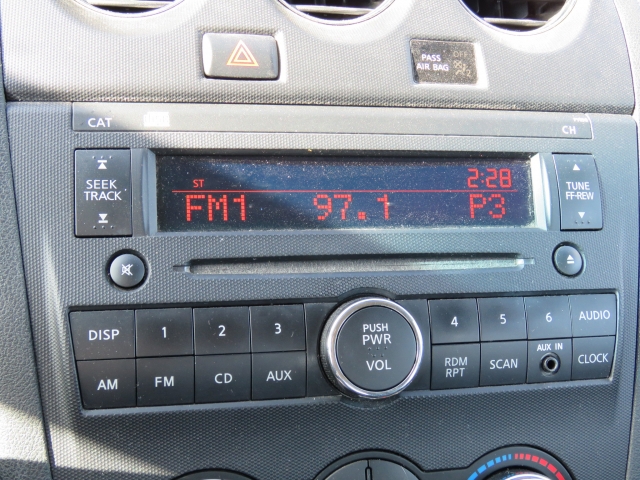 PASS OFF
AIR BAG 2
CAT CH
SEEK
TRACK
ST 2:28
FM1 97.1 P3
TUNE
FF-REW
DISP 1 2 3
PUSH
PWR
VOL
4 5 6 AUDIO
AM FM CD AUX
RDM
RPT
SCAN
AUX IN
CLOCK